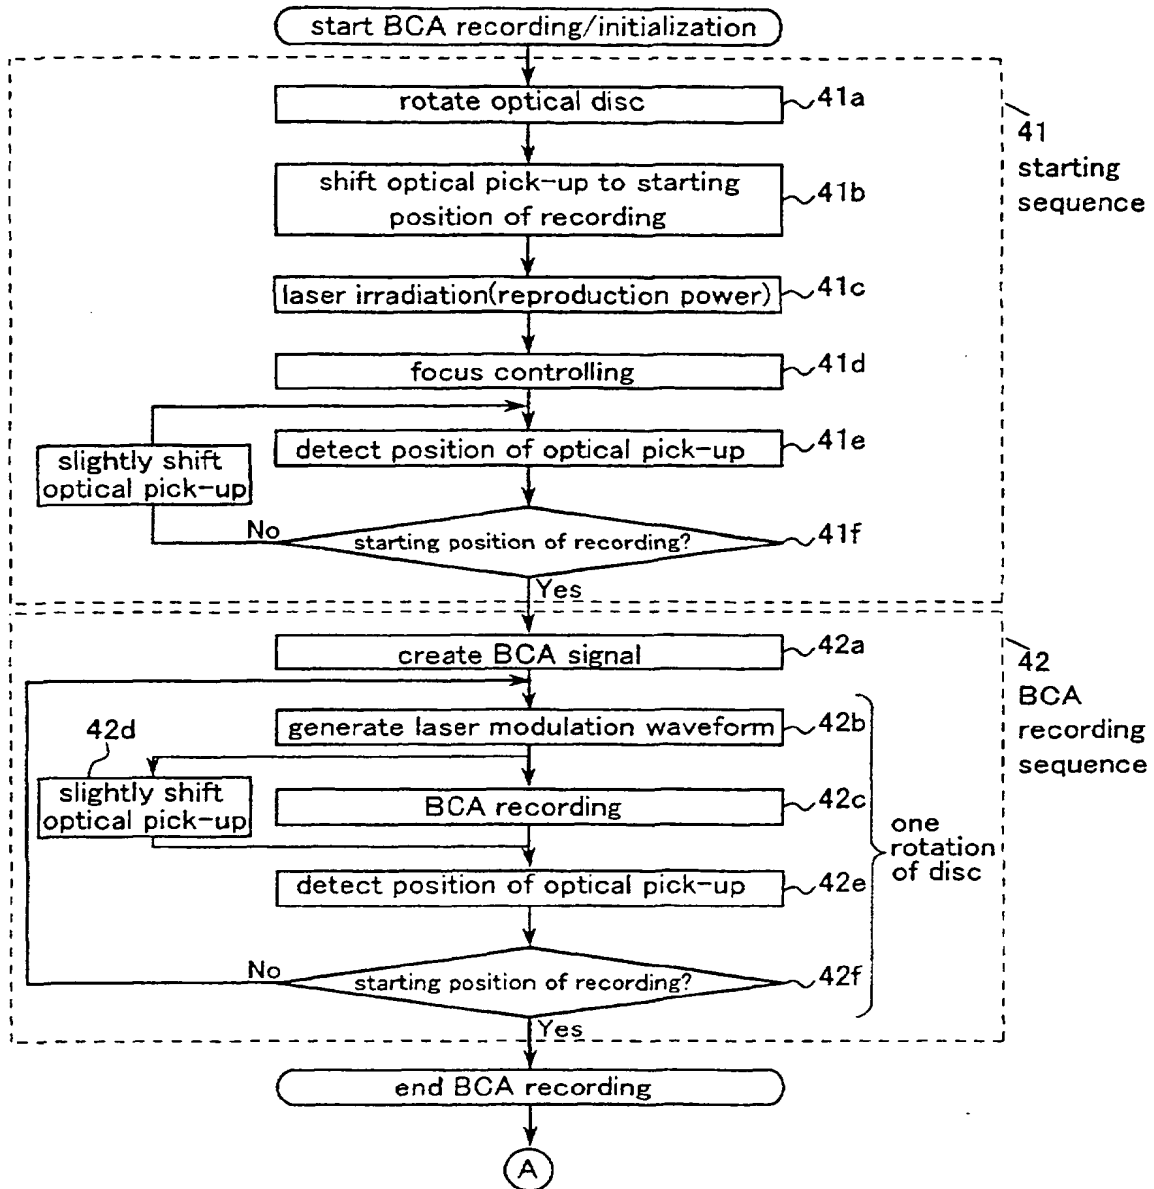 start BCA recording/initialization
rotate optical disc
41a
41
starting
sequence
shift optical pick-up to starting
position of recording
41b
laser irradiation(reproduction power)
41c
focus controlling
41d
detect position of optical pick-up
41e
slightly shift
optical pick-up
No
starting position of recording?
41f
Yes
create BCA signal
42a
42
BCA
recording
sequence
generate laser modulation waveform
42b
42d
slightly shift
optical pick-up
BCA recording
42c
one
rotation
of disc
detect position of optical pick-up
42e
No
starting position of recording?
42f
Yes
end BCA recording
A